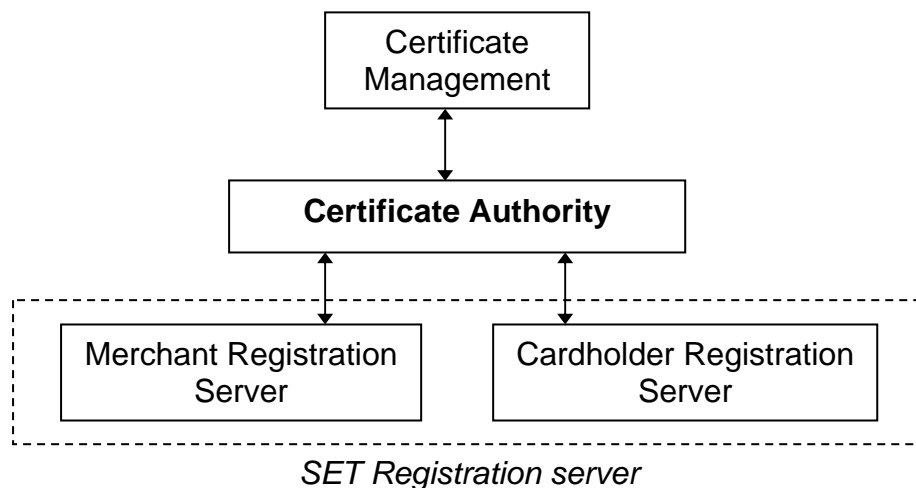 Certificate
Management
Certificate Authority
Merchant Registration
Server
Cardholder Registration
Server
SET Registration server